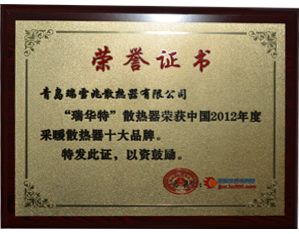 荣誉证书
青岛瑞雪兆散热器有限公司
“瑞华特”散热器荣获中国2012年度
采暖散热器十大品牌。
特发此证，以资鼓励。